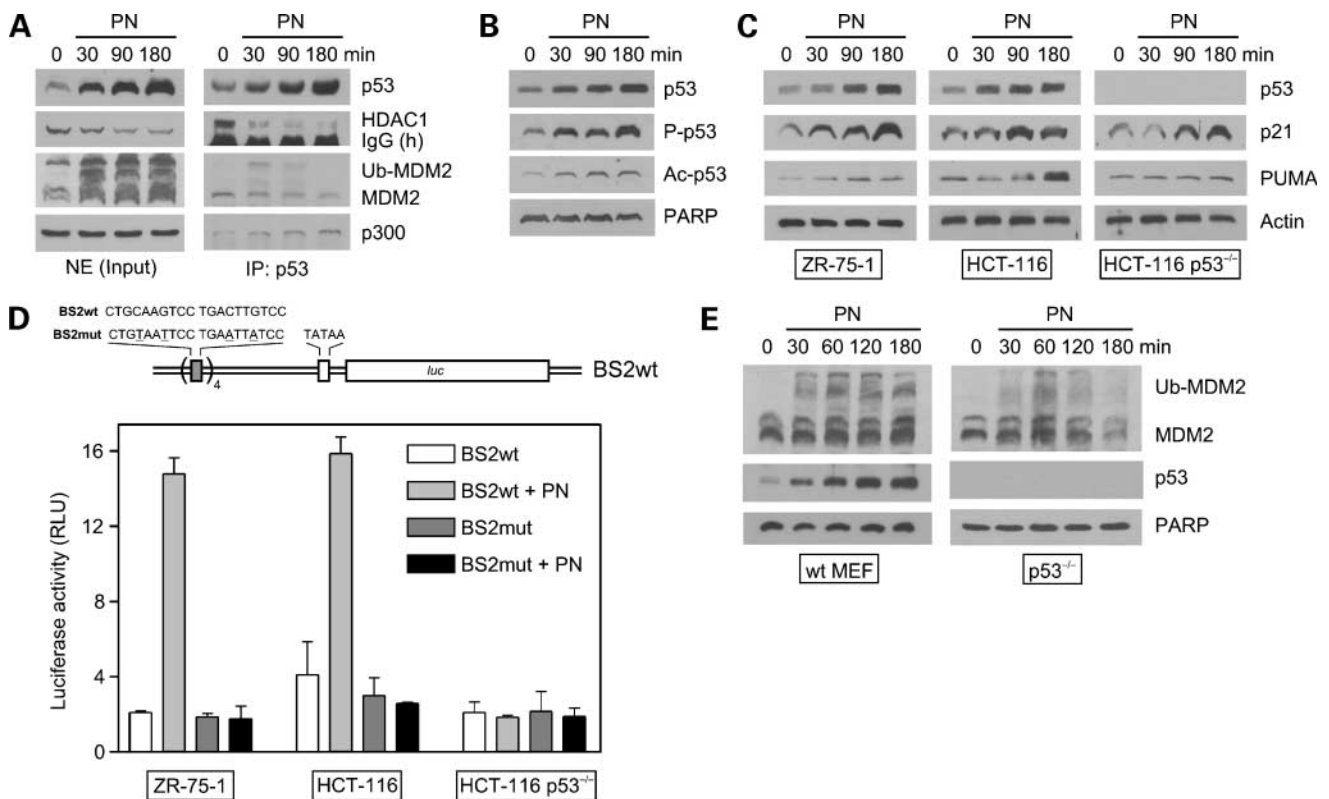 A
PN
0 30 90 180 min
p53
HDAC1
IgG (h)
Ub-MDM2
MDM2
p300
NE (Input)
IP: p53
B
PN
0 30 90 180 min
p53
P-p53
Ac-p53
PARP
C
PN PN PN
0 30 90 180 0 30 90 180 0 30 90 180 min
p53
p21
PUMA
Actin
ZR-75-1
HCT-116
HCT-116 p53−/−
D
BS2wt CTGCAAGTCC TGACTTGTCC
BS2mut CTGTAATTCC TGAATTATCC TATAA
( )4
luc
BS2wt
Luciferase activity (RLU)
16
12
8
4
0
BS2wt
BS2wt + PN
BS2mut
BS2mut + PN
ZR-75-1
HCT-116
HCT-116 p53−/−
E
PN PN
0 30 60 120 180 0 30 60 120 180 min
Ub-MDM2
MDM2
p53
PARP
wt MEF
p53−/−